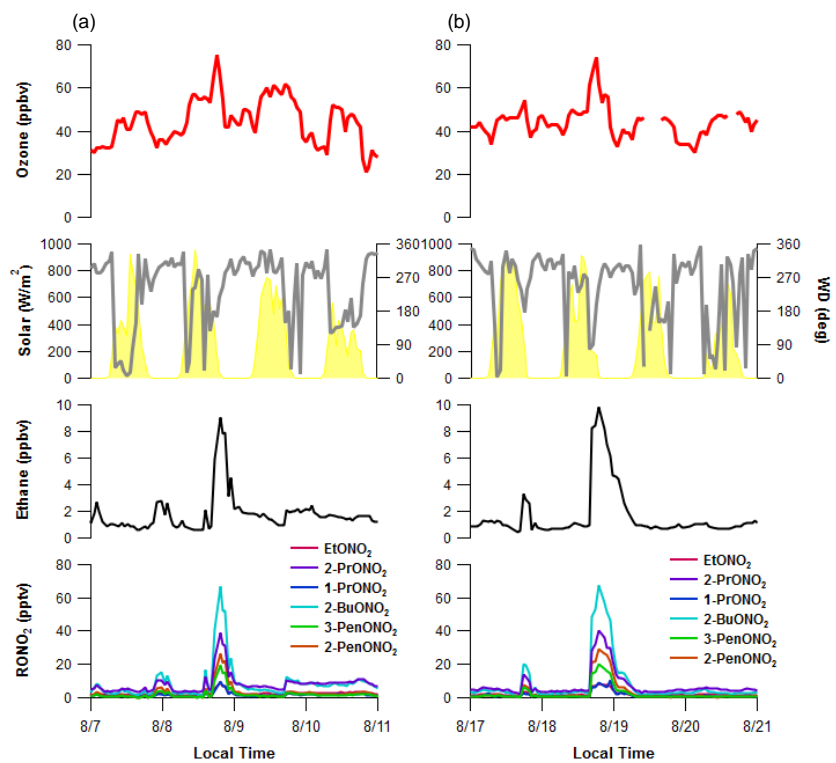 (a)
(b)
Ozone (ppbv)
80
60
40
20
0
80
60
40
20
0
Solar (W/m²)
1000
800
600
400
200
0
360
270
180
90
0
1000
800
600
400
200
0
360
270
180
90
0
WD (deg)
Ethane (ppbv)
10
8
6
4
2
0
10
8
6
4
2
0
RONO₂ (pptv)
80
60
40
20
0
EtONO₂
2-PrONO₂
1-PrONO₂
2-BuONO₂
3-PenONO₂
2-PenONO₂
80
60
40
20
0
EtONO₂
2-PrONO₂
1-PrONO₂
2-BuONO₂
3-PenONO₂
2-PenONO₂
8/7 8/8 8/9 8/10 8/11
Local Time
8/17 8/18 8/19 8/20 8/21
Local Time